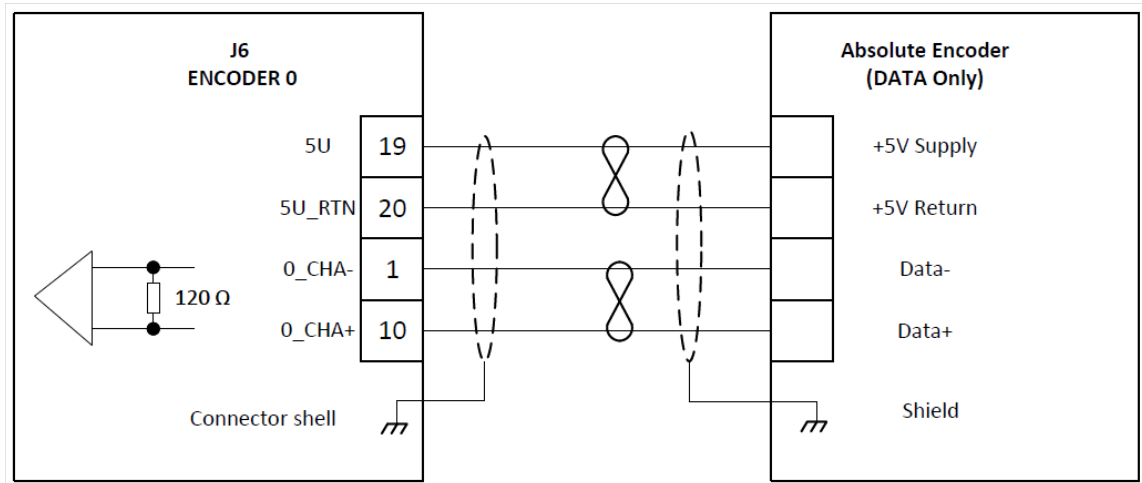 J6
ENCODER 0
Absolute Encoder
(DATA Only)
5U
19
+5V Supply
5U_RTN
20
+5V Return
0_CHA-
1
Data-
120 Ω
0_CHA+
10
Data+
Connector shell
Shield